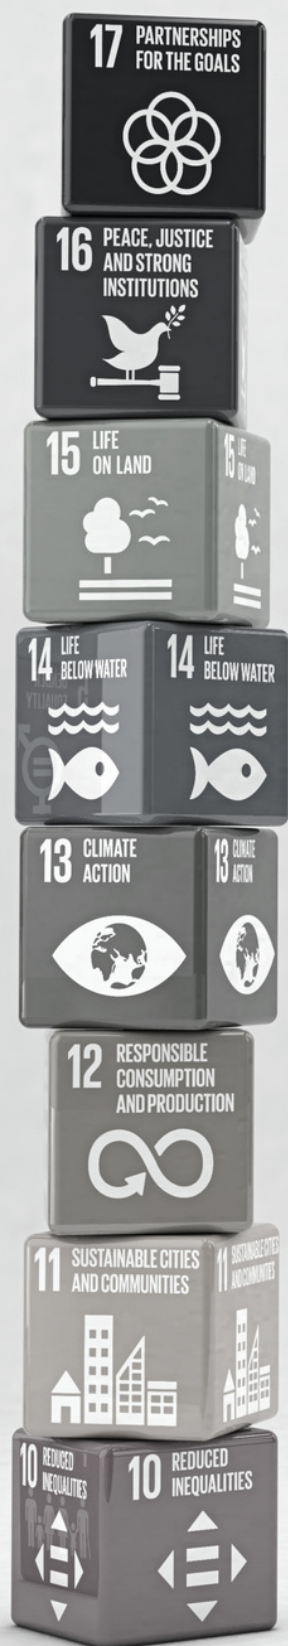 17 PARTNERSHIPS
FOR THE GOALS
16 PEACE, JUSTICE
AND STRONG
INSTITUTIONS
15 LIFE
ON LAND
15 LIFE
ON LAND
14 LIFE
BELOW WATER
EQUALITY
14 LIFE
BELOW WATER
13 CLIMATE
ACTION
13 CLIMATE
ACTION
12 RESPONSIBLE
CONSUMPTION
AND PRODUCTION
11 SUSTAINABLE CITIES
AND COMMUNITIES
11 SUSTAINABLE CITIES
AND COMMUNITIES
10 REDUCED
INEQUALITIES
10 REDUCED
INEQUALITIES